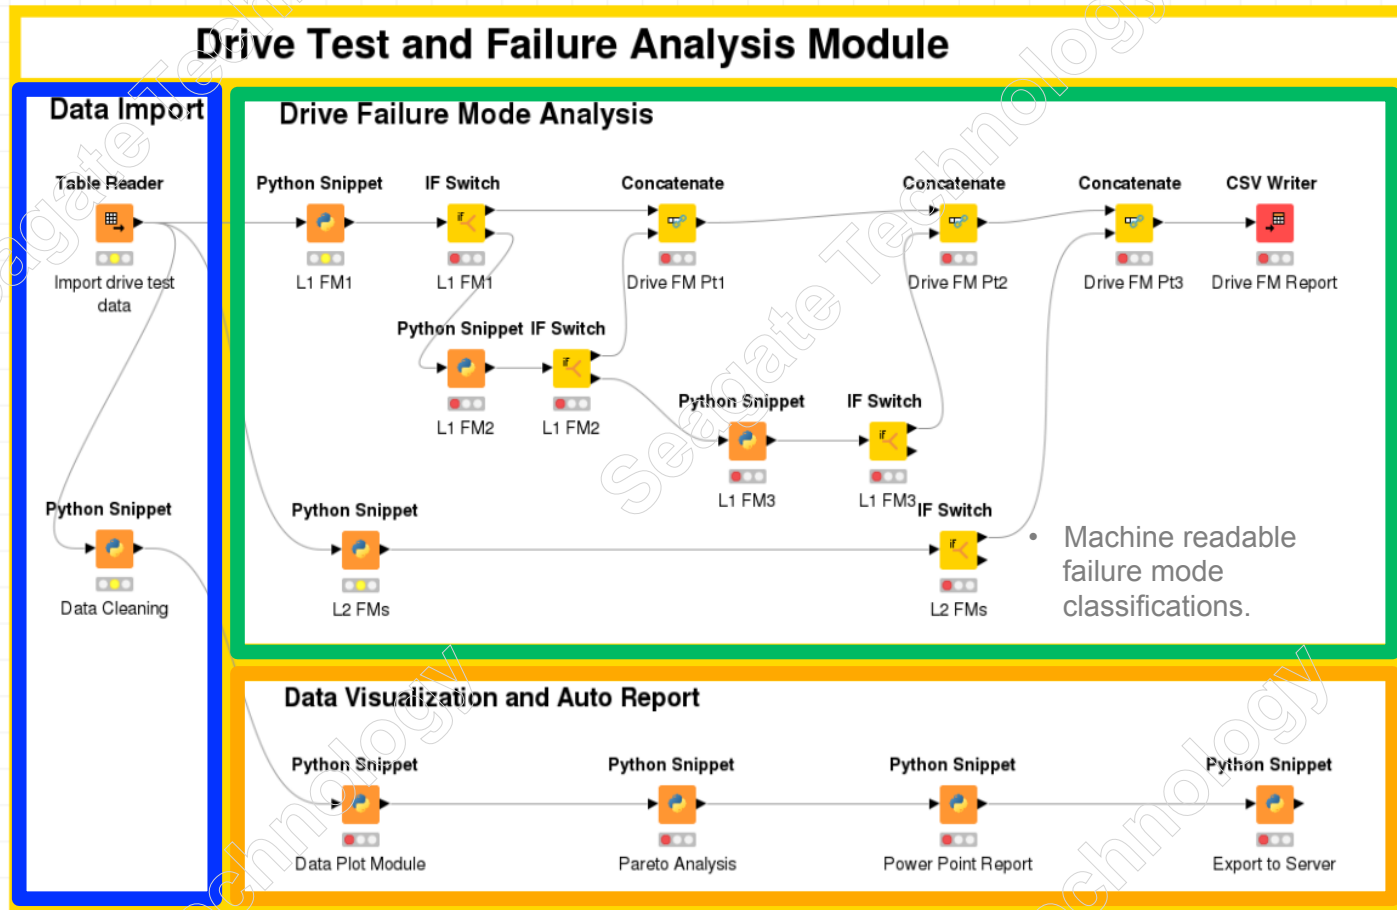 Drive Test and Failure Analysis Module
Data Import
Drive Failure Mode Analysis
Table Reader
Import drive test
data
Python Snippet
L1 FM1
IF Switch
if
L1 FM1
Concatenate
Drive FM Pt1
Concatenate
Drive FM Pt2
Concatenate
Drive FM Pt3
CSV Writer
Drive FM Report
Python Snippet
L1 FM2
IF Switch
if
L1 FM2
Python Snippet
L1 FM3
IF Switch
if
L1 FM3
Python Snippet
Data Cleaning
Python Snippet
L2 FMs
IF Switch
if
L2 FMs
• Machine readable
failure mode
classifications.
Data Visualization and Auto Report
Python Snippet
Data Plot Module
Python Snippet
Pareto Analysis
Python Snippet
Power Point Report
Python Snippet
Export to Server
Seagate Technology